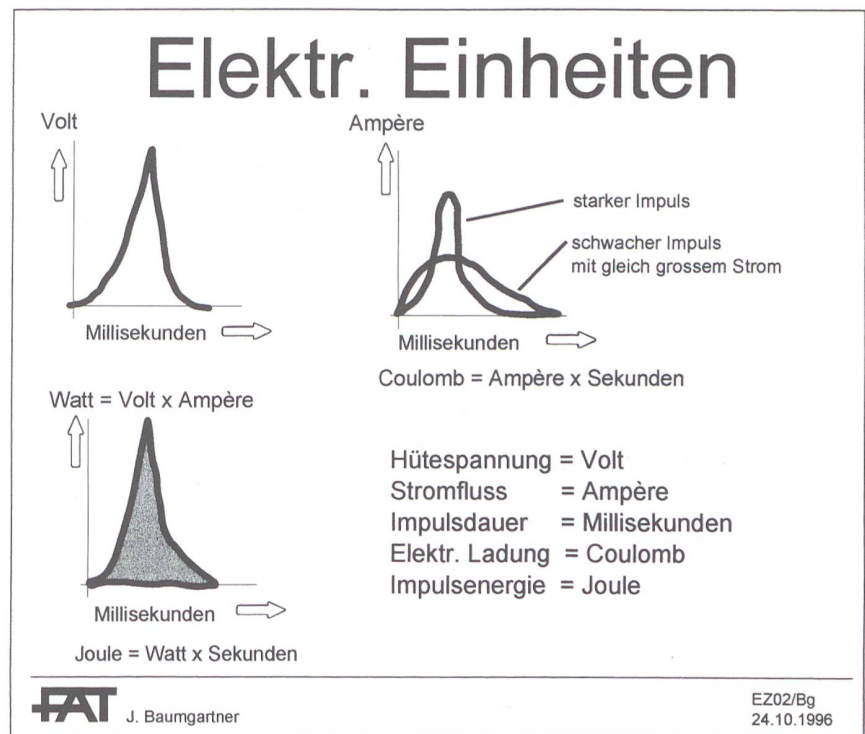 Elektr. Einheiten
Volt
Millisekunden
Ampère
starker Impuls
schwacher Impuls
mit gleich grossem Strom
Millisekunden
Coulomb = Ampère x Sekunden
Watt = Volt x Ampère
Millisekunden
Joule = Watt x Sekunden
Hütespannung = Volt
Stromfluss = Ampère
Impulsdauer = Millisekunden
Elektr. Ladung = Coulomb
Impulsenergie = Joule
FAT J. Baumgartner
EZ02/Bg
24.10.1996